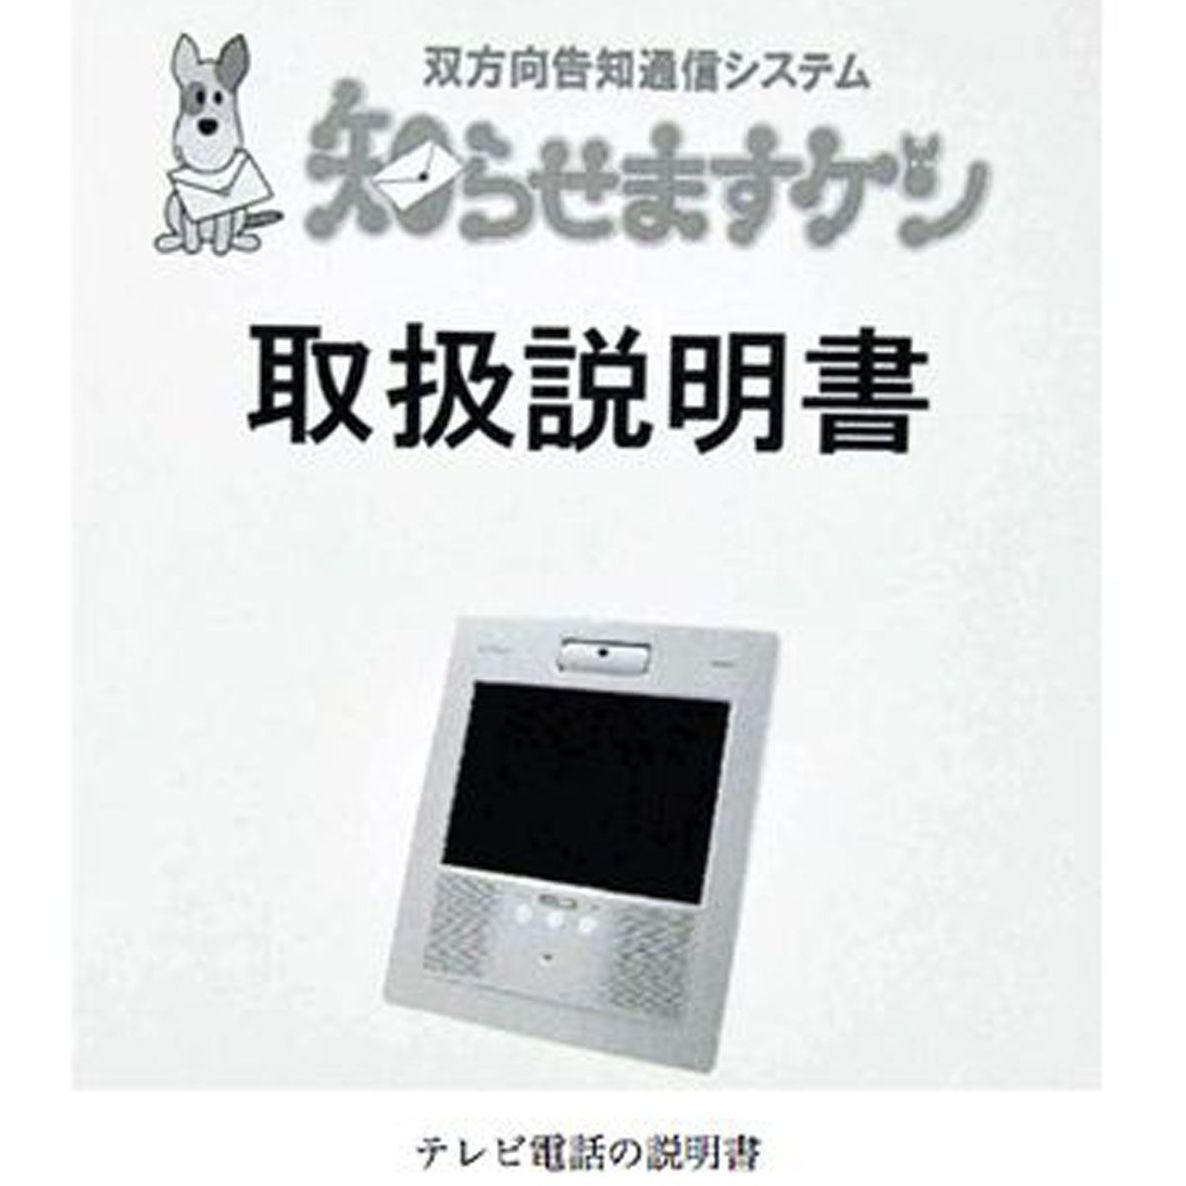 双方向告知通信システム
知らせますケン
取扱説明書
テレビ電話の説明書